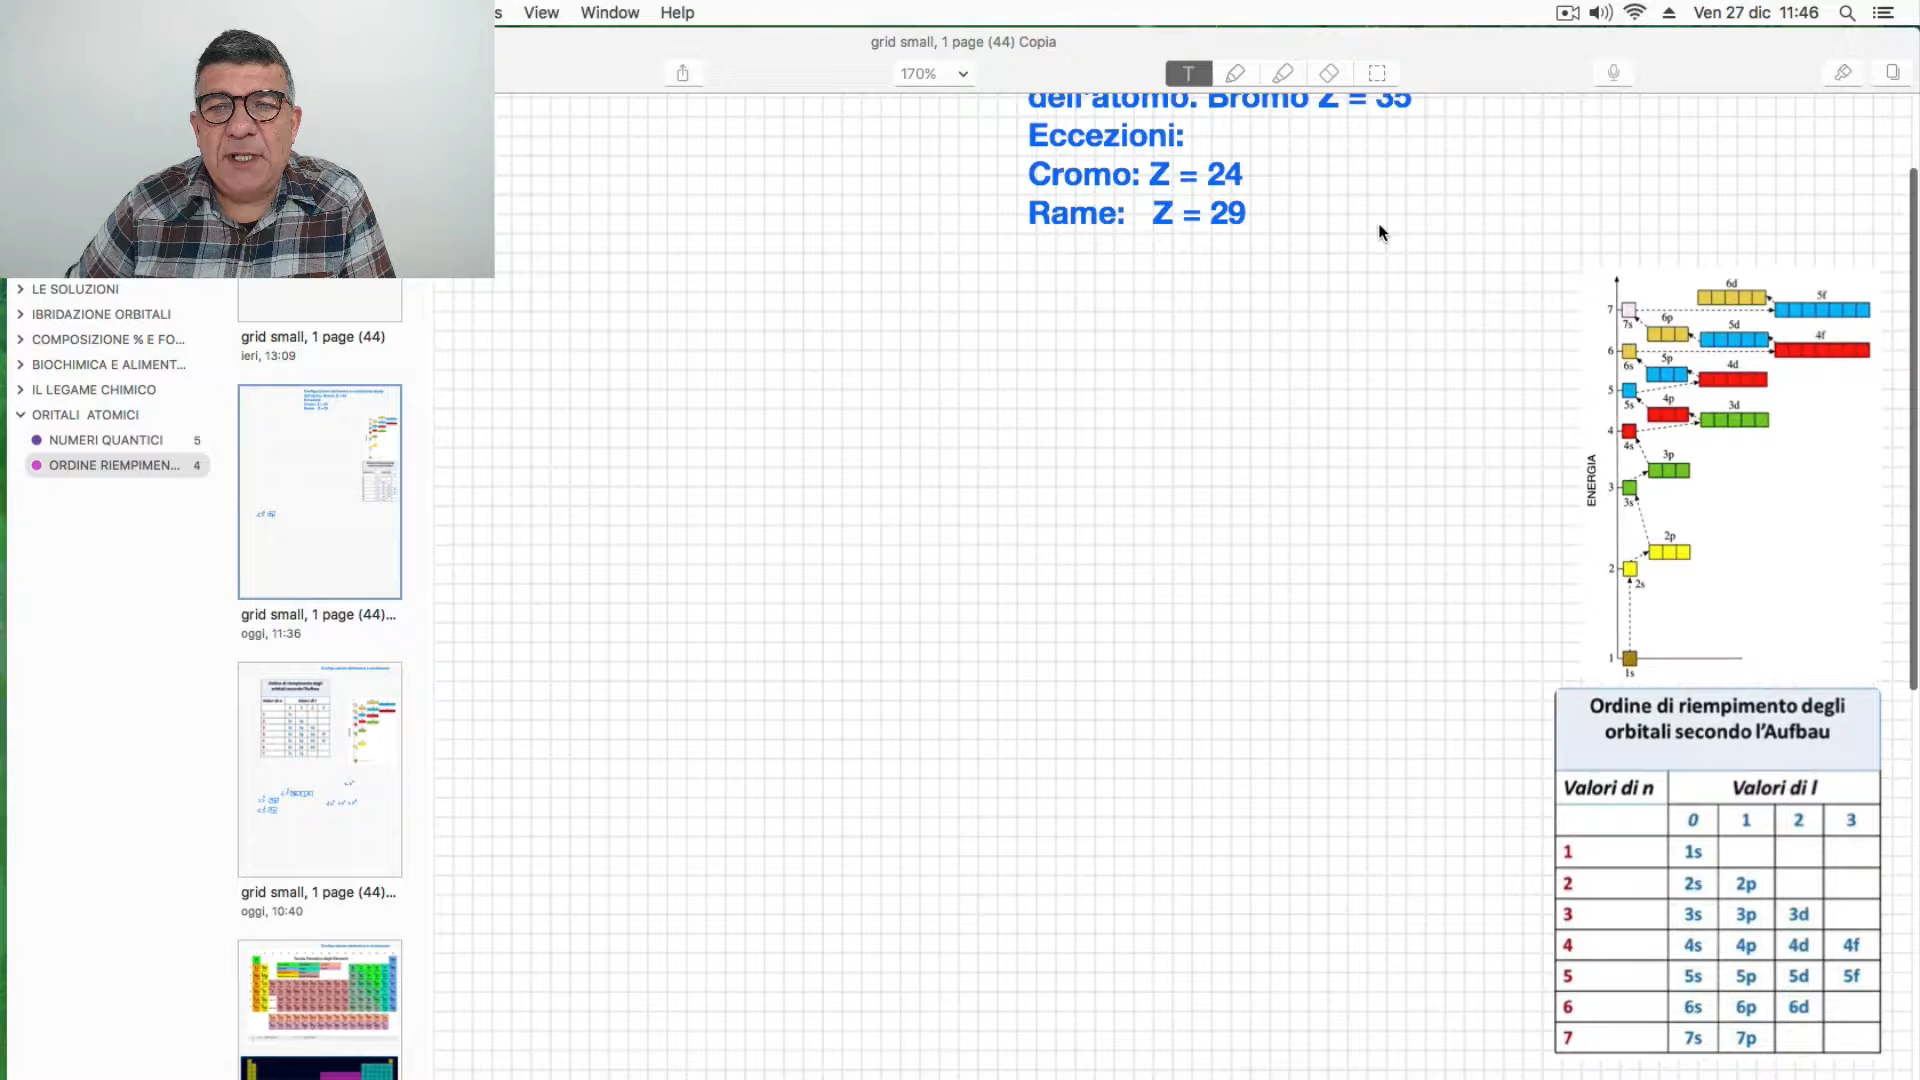 View Window Help
Ven 27 dic 11:46
grid small, 1 page (44) Copia
170%
T
dell'atomo. Bromo Z = 35
Eccezioni:
Cromo: Z = 24
Rame: Z = 29
LE SOLUZIONI
IBRIDAZIONE ORBITALI
COMPOSIZIONE % E FO...
BIOCHIMICA E ALIMENT...
IL LEGAME CHIMICO
ORITALI ATOMICI
NUMERI QUANTICI 5
ORDINE RIEMPIMEN... 4
grid small, 1 page (44)
ieri, 13:09
grid small, 1 page (44)...
oggi, 11:36
grid small, 1 page (44)...
oggi, 10:40
6d
5f
7
7s
6p
5d
4f
6
6s
5p
4d
5
5s
4p
3d
4
4s
3p
ENERGIA
3
3s
2p
2
2s
1
1s
Ordine di riempimento degli
orbitali secondo l'Aufbau
Valori di n Valori di l
0 1 2 3
1 1s
2 2s 2p
3 3s 3p 3d
4 4s 4p 4d 4f
5 5s 5p 5d 5f
6 6s 6p 6d
7 7s 7p